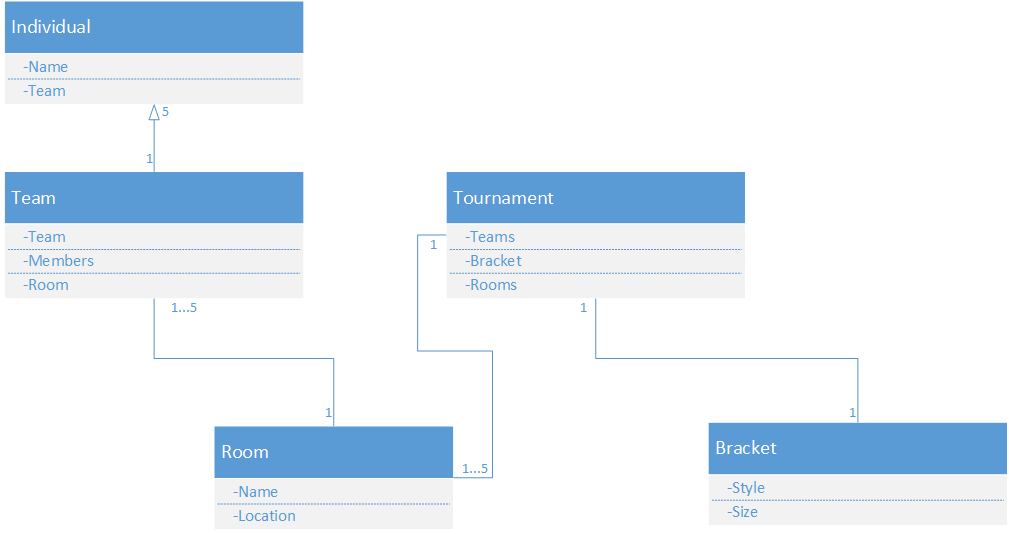 Individual
-Name
-Team
5
1
Team
-Team
-Members
-Room
1...5
Tournament
-Teams
-Bracket
-Rooms
1
1
1
1
Room
-Name
-Location
1...5
Bracket
-Style
-Size